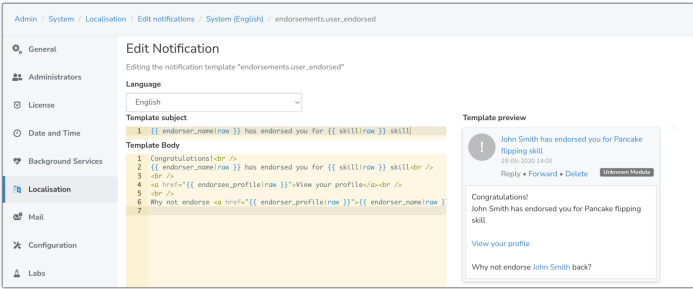 Admin / System / Localisation / Edit notifications / System (English) / endorsements.user_endorsed
General
Administrators
License
Date and Time
Background Services
Localisation
Mail
Configuration
Labs
Edit Notification
Editing the notification template "endorsements.user_endorsed"
Language
English
Template subject
1 {{ endorser_name|raw }} has endorsed you for {{ skill|raw }} skill
Template Body
1 Congratulations!<br />
2 {{ endorser_name|raw }} has endorsed you for {{ skill|raw }} skill<br />
3 <br />
4 <a href="{{ endorsee_profile|raw }}">View your profile</a><br />
5 <br />
6 Why not endorse <a href="{{ endorser_profile|raw }}">{{ endorser_name|raw }
7
Template preview
John Smith has endorsed you for Pancake
flipping skill
29-05-2020 14:00
Reply • Forward • Delete
Unknown Module
Congratulations!
John Smith has endorsed you for Pancake flipping
skill
View your profile
Why not endorse John Smith back?